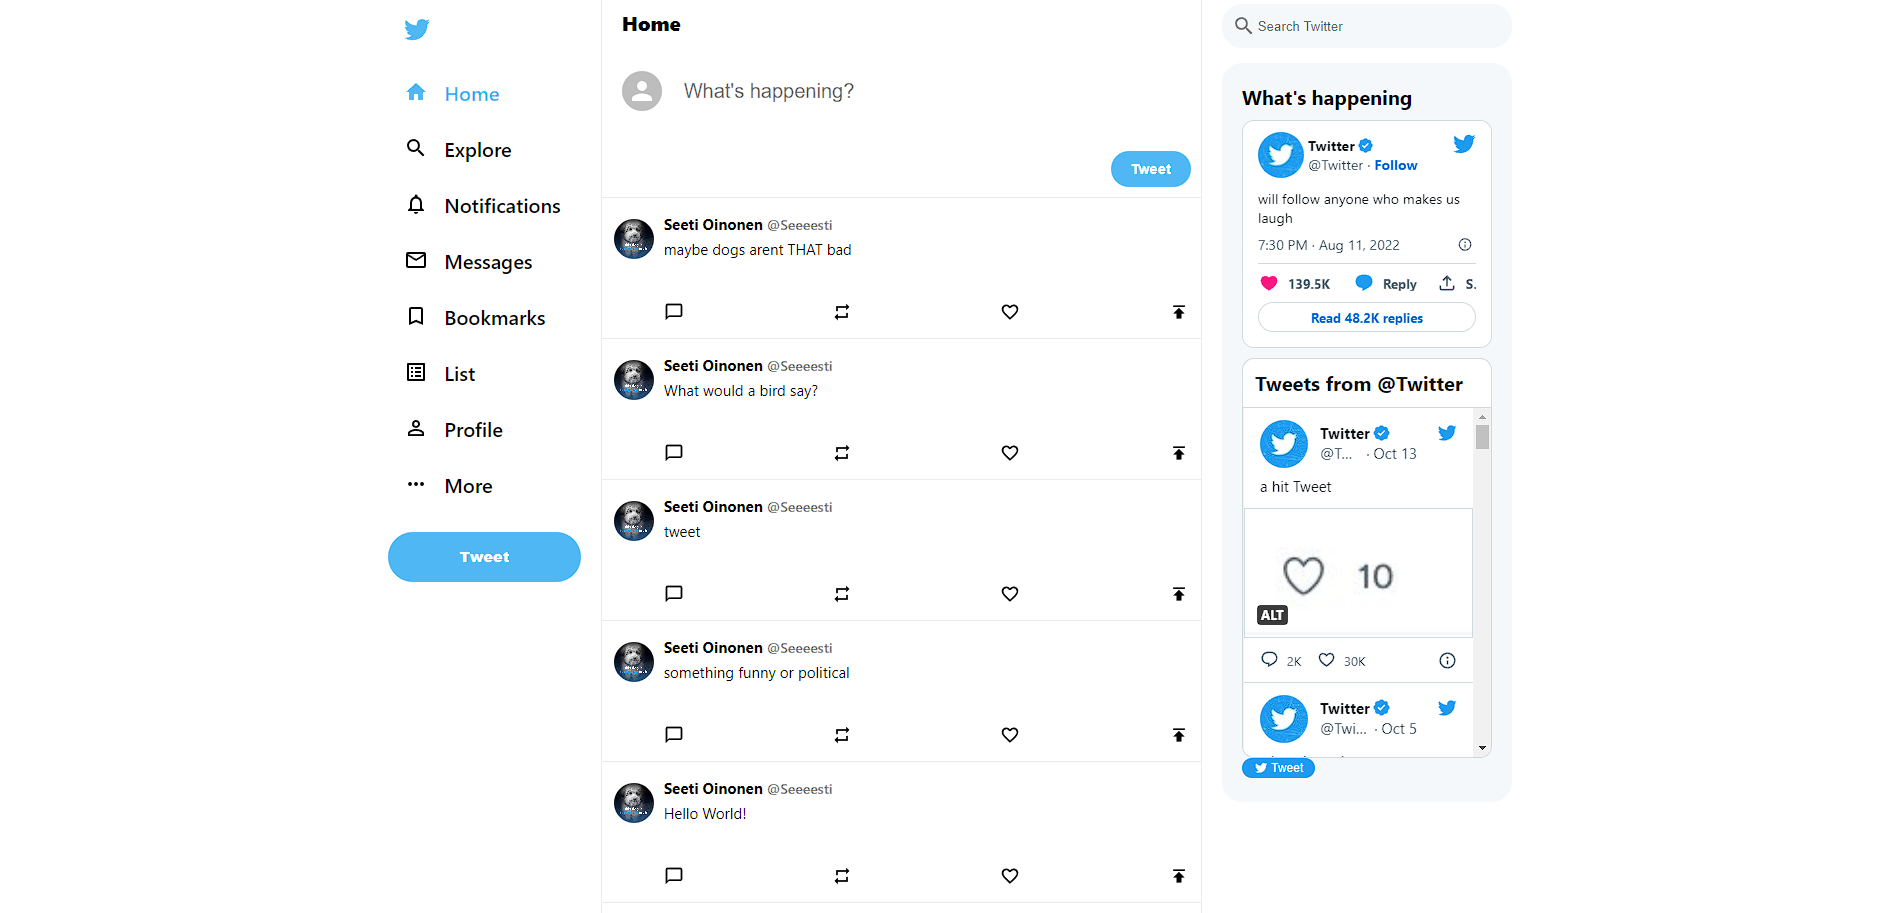 Home
Explore
Notifications
Messages
Bookmarks
List
Profile
More
Tweet
Home
What's happening?
Tweet
Seeti Oinonen @Seeeesti
maybe dogs arent THAT bad
Seeti Oinonen @Seeeesti
What would a bird say?
Seeti Oinonen @Seeeesti
tweet
Seeti Oinonen @Seeeesti
something funny or political
Seeti Oinonen @Seeeesti
Hello World!
Search Twitter
What's happening
Twitter
@Twitter · Follow
will follow anyone who makes us
laugh
7:30 PM · Aug 11, 2022
139.5K Reply S.
Read 48.2K replies
Tweets from @Twitter
Twitter
@T... · Oct 13
a hit Tweet
10
ALT
2K 30K
Twitter
@Twi... · Oct 5
Tweet